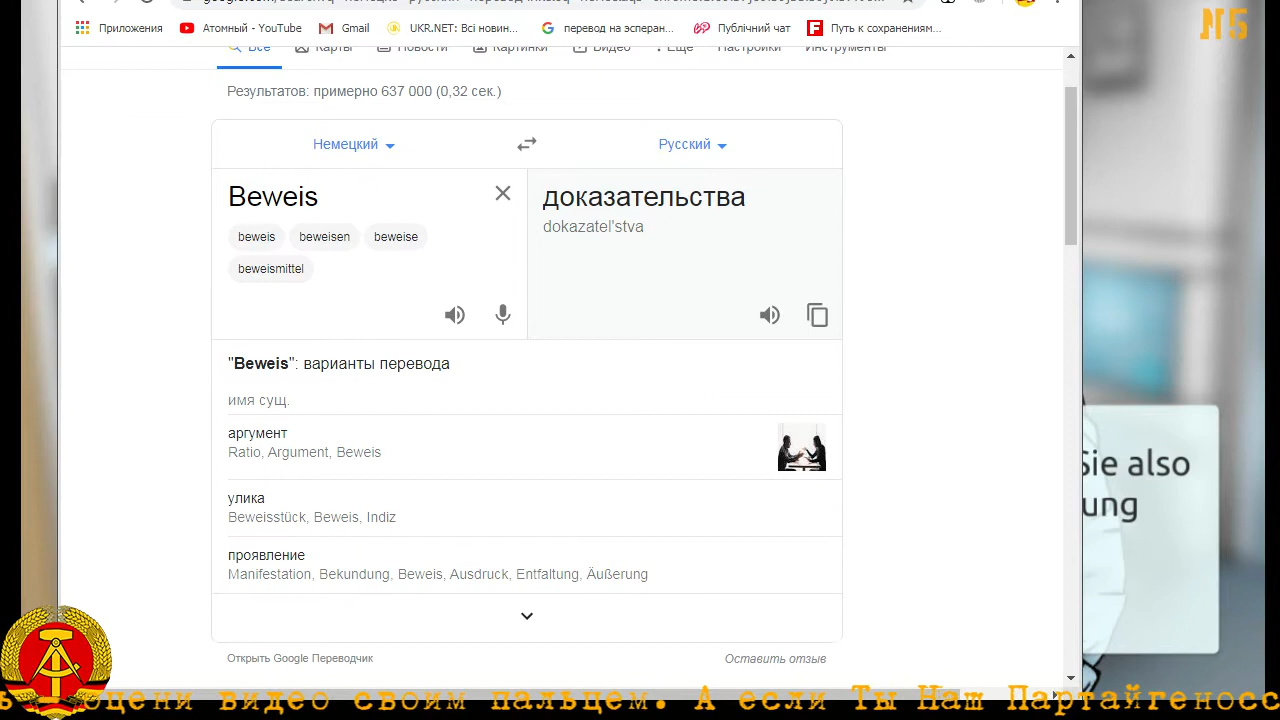 Приложения Атомный - YouTube Gmail UKR.NET: Всі новин... перевод на эсперан... Публічний чат Путь к сохранениям...
Все Карты Новости Картинки Видео Ещё Настройки Инструменты
Результатов: примерно 637 000 (0,32 сек.)
Немецкий Русский
Beweis доказательства
dokazatel'stva
beweis beweisen beweise
beweismittel
"Beweis": варианты перевода
имя сущ.
аргумент
Ratio, Argument, Beweis
улика
Beweisstück, Beweis, Indiz
проявление
Manifestation, Bekundung, Beweis, Ausdruck, Entfaltung, Äußerung
Открыть Google Переводчик Оставить отзыв
N5
Sie also
ung
оцени видео своим пальцем. А если Ты Наш Партайгеносс